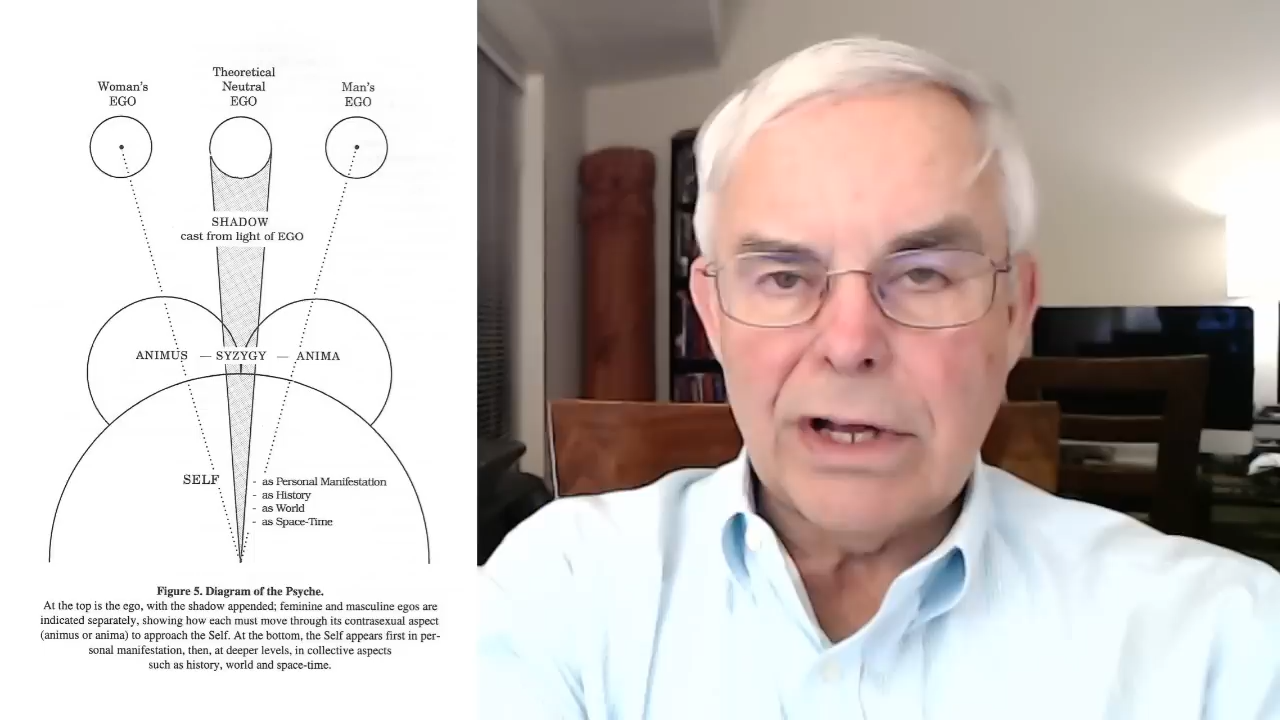 Woman's
EGO
Theoretical
Neutral
EGO
Man's
EGO
SHADOW
cast from light of EGO
ANIMUS — SYZYGY — ANIMA
SELF
- as Personal Manifestation
- as History
- as World
- as Space-Time
Figure 5. Diagram of the Psyche.
At the top is the ego, with the shadow appended; feminine and masculine egos are
indicated separately, showing how each must move through its contrasexual aspect
(animus or anima) to approach the Self. At the bottom, the Self appears first in per-
sonal manifestation, then, at deeper levels, in collective aspects
such as history, world and space-time.